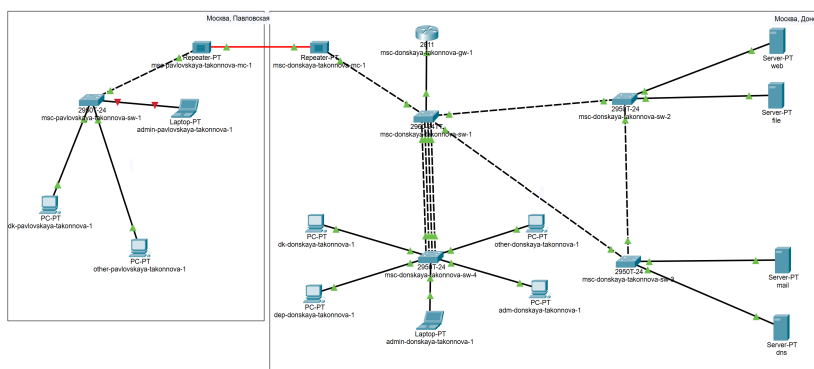 Москва, Павловская
Москва, Дон
Repeater-PT
msc-pavlovskaya-takonnova-mc-1
Repeater-PT
msc-donskaya-takonnova-mc-1
2811
msc-donskaya-takonnova-gw-1
Server-PT
web
2950T-24
msc-pavlovskaya-takonnova-sw-1
Laptop-PT
admin-pavlovskaya-takonnova-1
2950T-24
msc-donskaya-takonnova-sw-1
2950T-24
msc-donskaya-takonnova-sw-2
Server-PT
file
PC-PT
dk-pavlovskaya-takonnova-1
PC-PT
other-pavlovskaya-takonnova-1
PC-PT
dk-donskaya-takonnova-1
PC-PT
other-donskaya-takonnova-1
2950T-24
msc-donskaya-takonnova-sw-4
2950T-24
msc-donskaya-takonnova-sw-3
Server-PT
mail
PC-PT
dep-donskaya-takonnova-1
PC-PT
adm-donskaya-takonnova-1
Laptop-PT
admin-donskaya-takonnova-1
Server-PT
dns